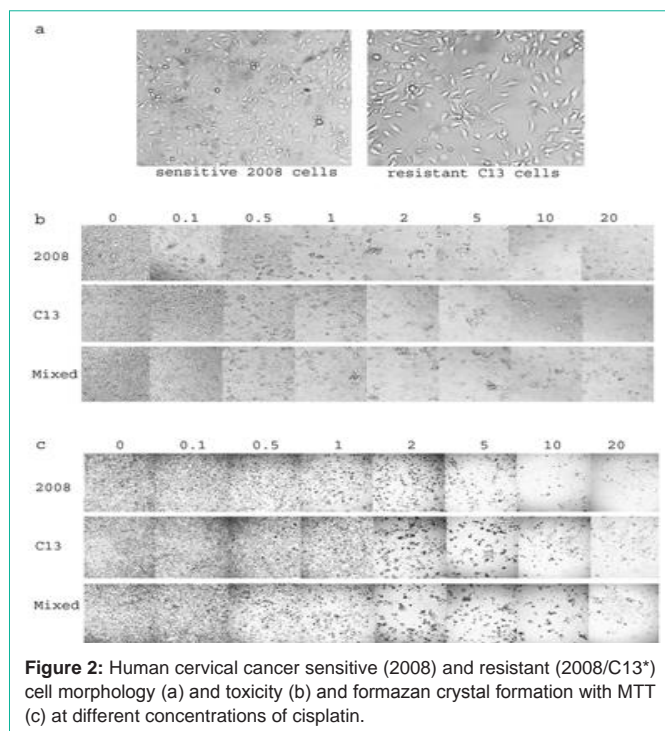 a
sensitive 2008 cells
resistant C13 cells
b
0 0.1 0.5 1 2 5 10 20
2008
C13
Mixed
c
0 0.1 0.5 1 2 5 10 20
2008
C13
Mixed
Figure 2: Human cervical cancer sensitive (2008) and resistant (2008/C13*)
cell morphology (a) and toxicity (b) and formazan crystal formation with MTT
(c) at different concentrations of cisplatin.